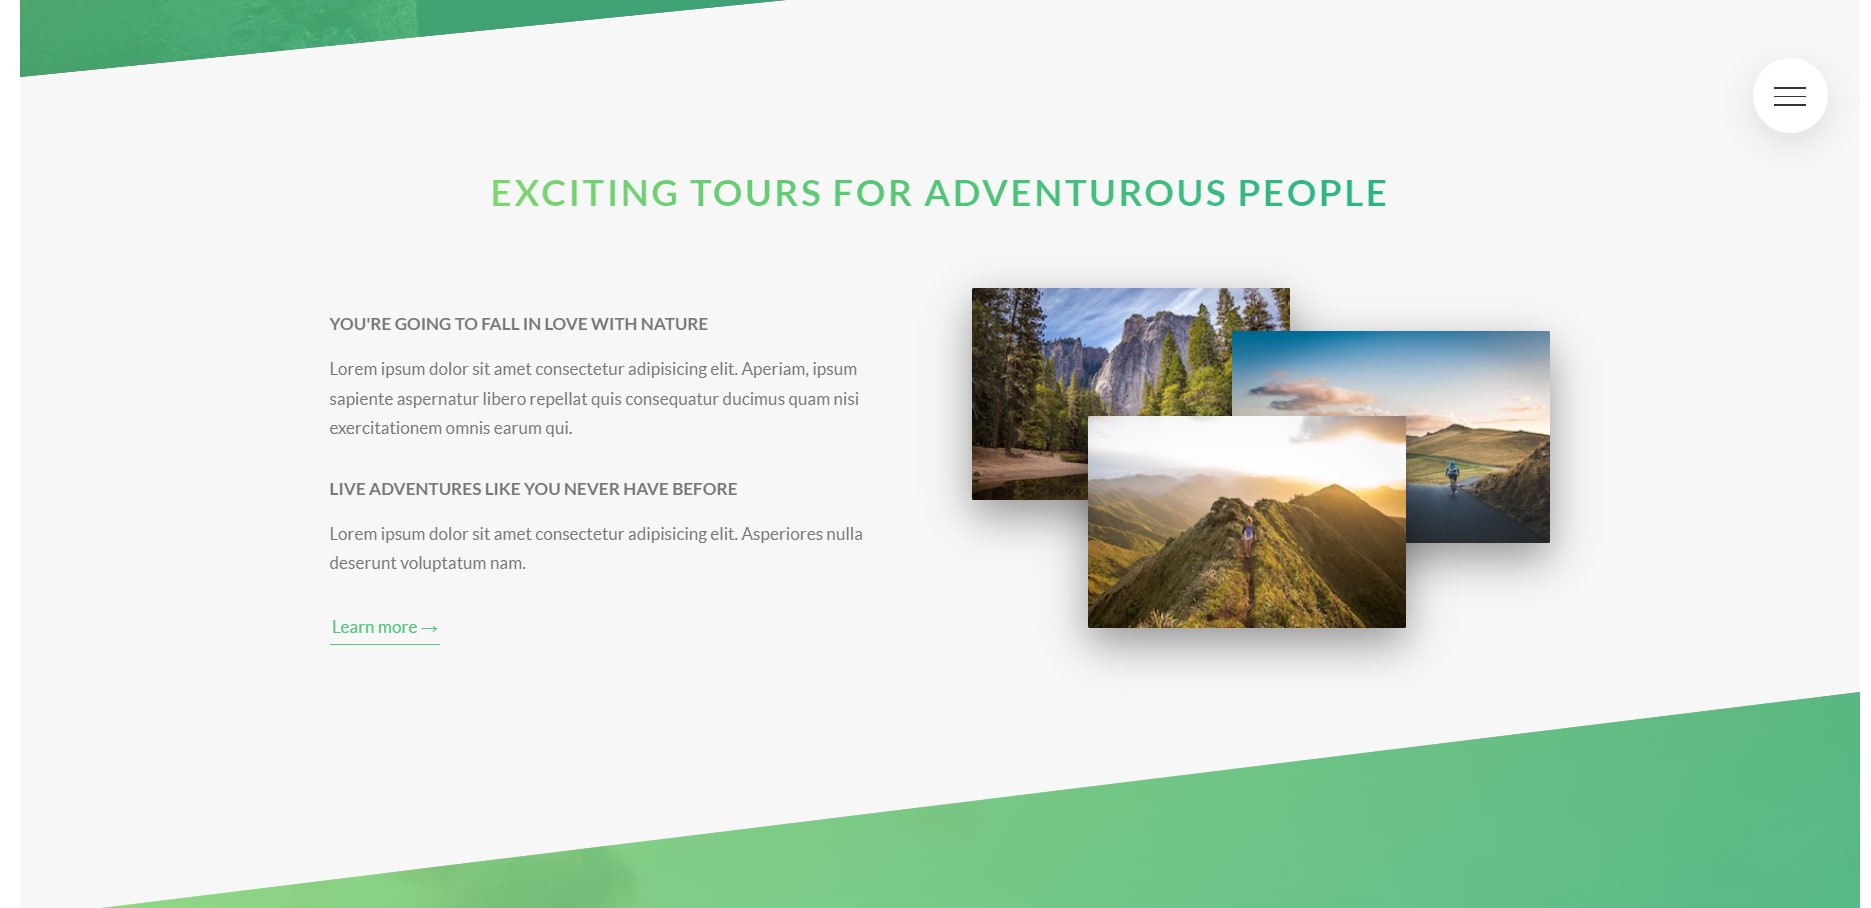 EXCITING TOURS FOR ADVENTUROUS PEOPLE
YOU'RE GOING TO FALL IN LOVE WITH NATURE
Lorem ipsum dolor sit amet consectetur adipisicing elit. Aperiam, ipsum
sapiente aspernatur libero repellat quis consequatur ducimus quam nisi
exercitationem omnis earum qui.
LIVE ADVENTURES LIKE YOU NEVER HAVE BEFORE
Lorem ipsum dolor sit amet consectetur adipisicing elit. Asperiores nulla
deserunt voluptatum nam.
Learn more →